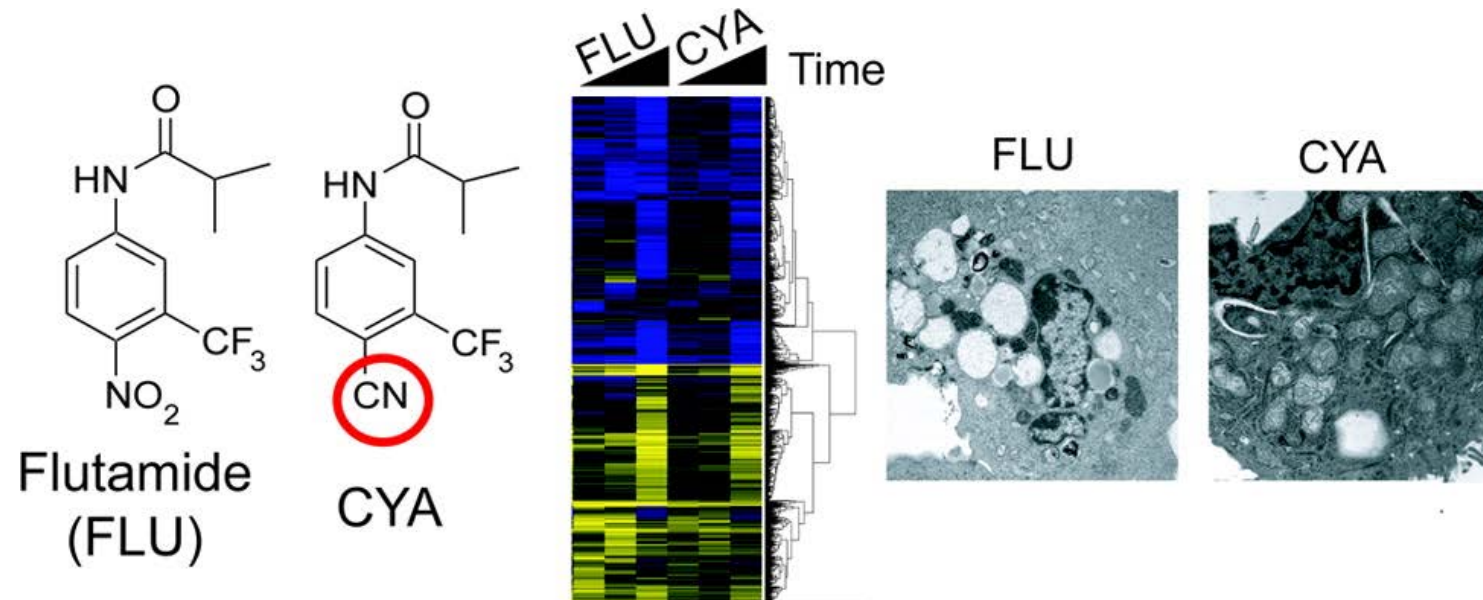 O
HN
CF3
NO2
Flutamide
(FLU)
O
HN
CF3
CN
CYA
FLU CYA Time
FLU
CYA